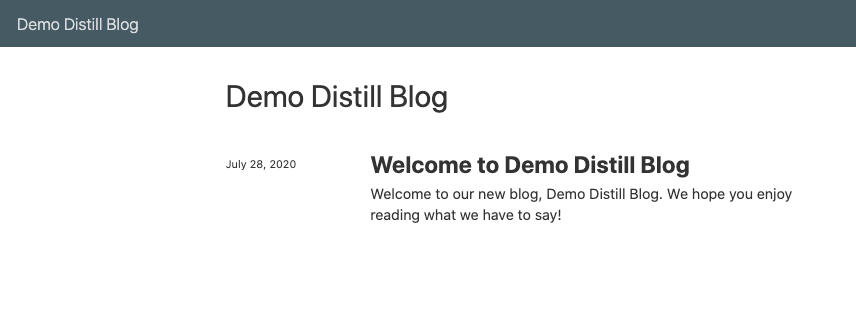 Demo Distill Blog
Demo Distill Blog
July 28, 2020
Welcome to Demo Distill Blog
Welcome to our new blog, Demo Distill Blog. We hope you enjoy
reading what we have to say!